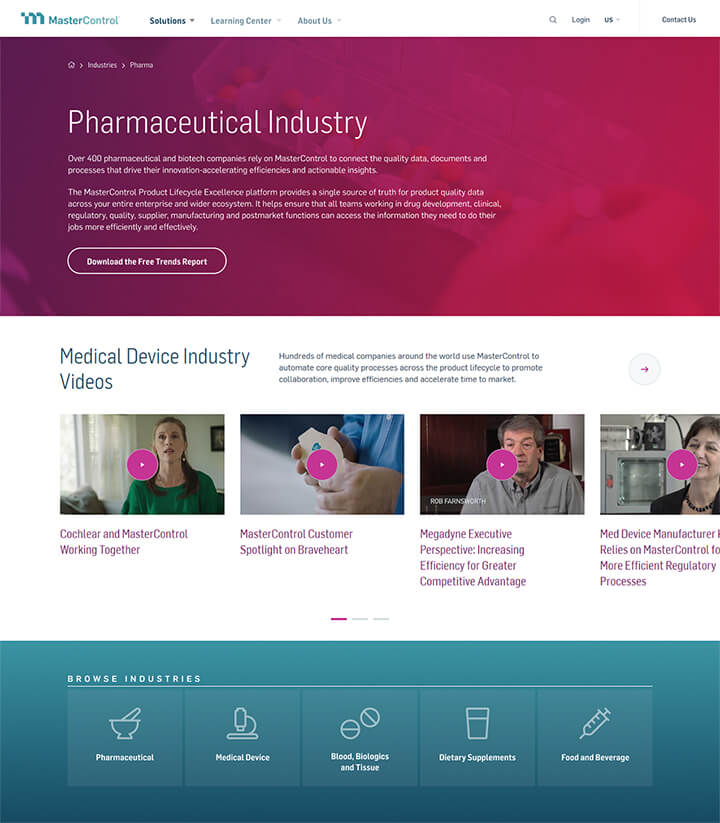 MasterControl
Solutions
Learning Center
About Us
Login
US
Contact Us
Industries
Pharma
Pharmaceutical Industry
Over 400 pharmaceutical and biotech companies rely on MasterControl to connect the quality data, documents and
processes that drive their innovation-accelerating efficiencies and actionable insights.
The MasterControl Product Lifecycle Excellence platform provides a single source of truth for product quality data
across your entire enterprise and wider ecosystem. It helps ensure that all teams working in drug development, clinical,
regulatory, quality, supplier, manufacturing and postmarket functions can access the information they need to do their
jobs more efficiently and effectively.
Download the Free Trends Report
Medical Device Industry
Videos
Hundreds of medical companies around the world use MasterControl to
automate core quality processes across the product lifecycle to promote
collaboration, improve efficiencies and accelerate time to market.
ROB FARNSWORTH
Cochlear and MasterControl
Working Together
MasterControl Customer
Spotlight on Braveheart
Megadyne Executive
Perspective: Increasing
Efficiency for Greater
Competitive Advantage
Med Device Manufacturer
Relies on MasterControl
More Efficient Regulatory
Processes
BROWSE INDUSTRIES
Pharmaceutical
Medical Device
Blood, Biologics
and Tissue
Dietary Supplements
Food and Beverage